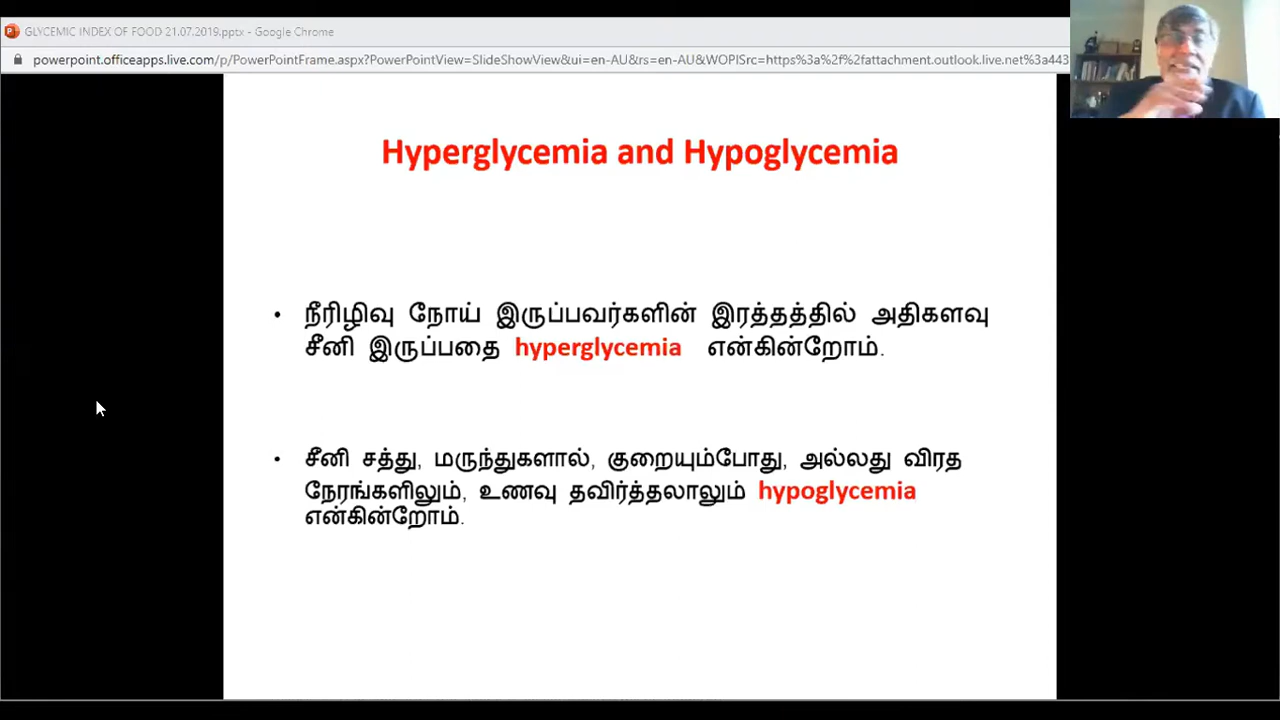 GLYCEMIC INDEX OF FOOD 21.07.2019.pptx - Google Chrome
powerpoint.officeapps.live.com/p/PowerPointFrame.aspx?PowerPointView=SlideShowView&ui=en-AU&rs=en-AU&WOPISrc=https%3a%2f%2fattachment.outlook.live.net%3a443
Hyperglycemia and Hypoglycemia
• நீரிழிவு நோய் இருப்பவர்களின் இரத்தத்தில் அதிகளவு
சீனி இருப்பதை hyperglycemia என்கின்றோம்.
• சீனி சத்து, மருந்துகளால், குறையும்போது, அல்லது விரத
நேரங்களிலும், உணவு தவிர்த்தலாலும் hypoglycemia
என்கின்றோம்.